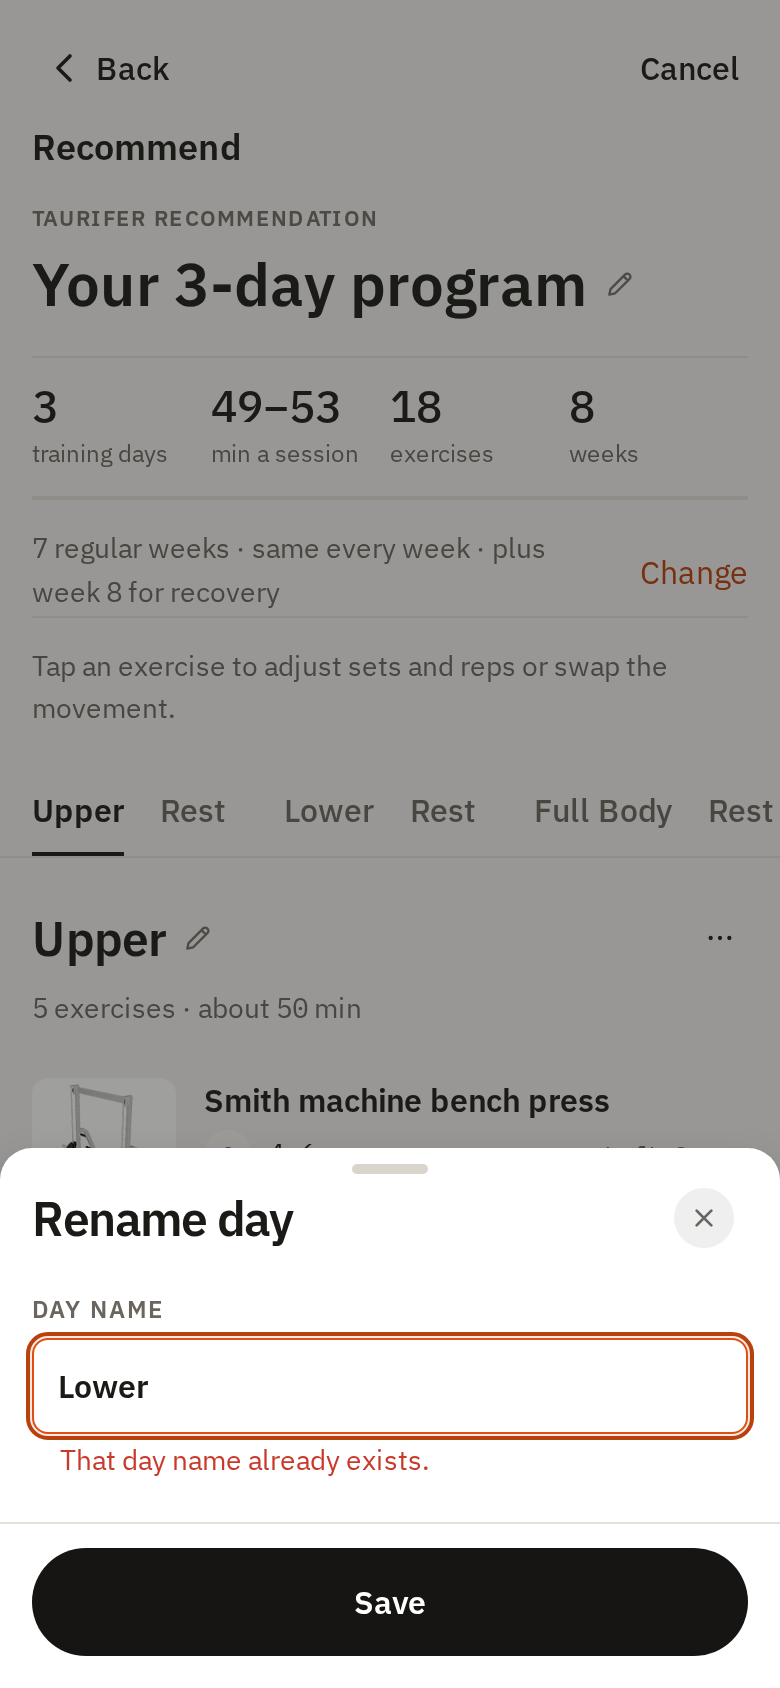 Back
Cancel
Recommend
TAURIFER RECOMMENDATION
Your 3-day program
3
49–53
18
8
training days
min a session
exercises
weeks
7 regular weeks · same every week · plus
week 8 for recovery
Change
Tap an exercise to adjust sets and reps or swap the
movement.
Upper
Rest
Lower
Rest
Full Body
Rest
Upper
...
5 exercises · about 50 min
Smith machine bench press
Rename day
DAY NAME
Lower
That day name already exists.
Save